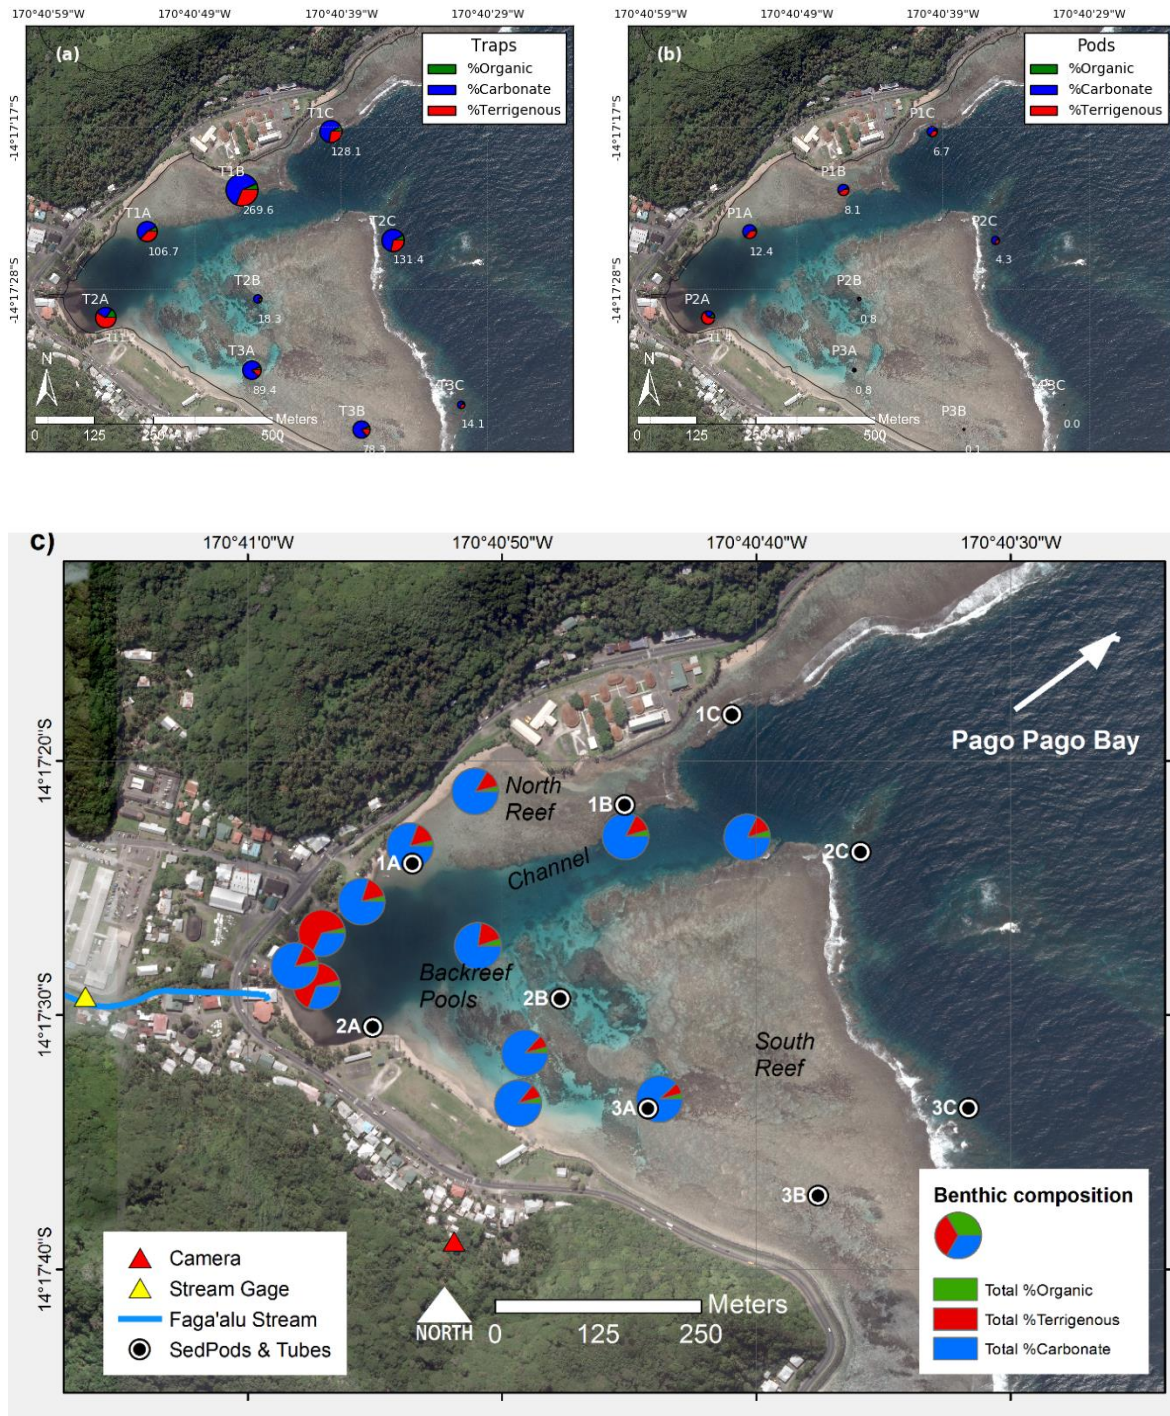 170°40'59"W 170°40'49"W 170°40'39"W 170°40'29"W
(a)
Traps
%Organic
%Carbonate
%Terrigenous
-14°17'17"S
-14°17'28"S
T1C
128.1
T1B
269.6
T1A
106.7
T2C
131.4
T2B
18.3
T2A
T3A
89.4
T3B
78.3
T3C
14.1
N
Meters
0 125 250 500
170°40'59"W 170°40'49"W 170°40'39"W 170°40'29"W
(b)
Pods
%Organic
%Carbonate
%Terrigenous
-14°17'17"S
-14°17'28"S
P1C
6.7
P1B
8.1
P1A
12.4
P2C
4.3
P2B
0.8
P2A
11.4
P3A
0.8
P3B
0.1
P3C
0.0
N
Meters
0 125 250 500
c)
170°41'0"W 170°40'50"W 170°40'40"W 170°40'30"W
14°17'20"S
14°17'30"S
14°17'40"S
1C
Pago Pago Bay
North
Reef
1B
1A
Channel
2C
Backreef
Pools
2B
2A
South
Reef
3A
3C
3B
Camera
Stream Gage
Faga'alu Stream
SedPods & Tubes
NORTH
Meters
0 125 250
Benthic composition
Total %Organic
Total %Terrigenous
Total %Carbonate